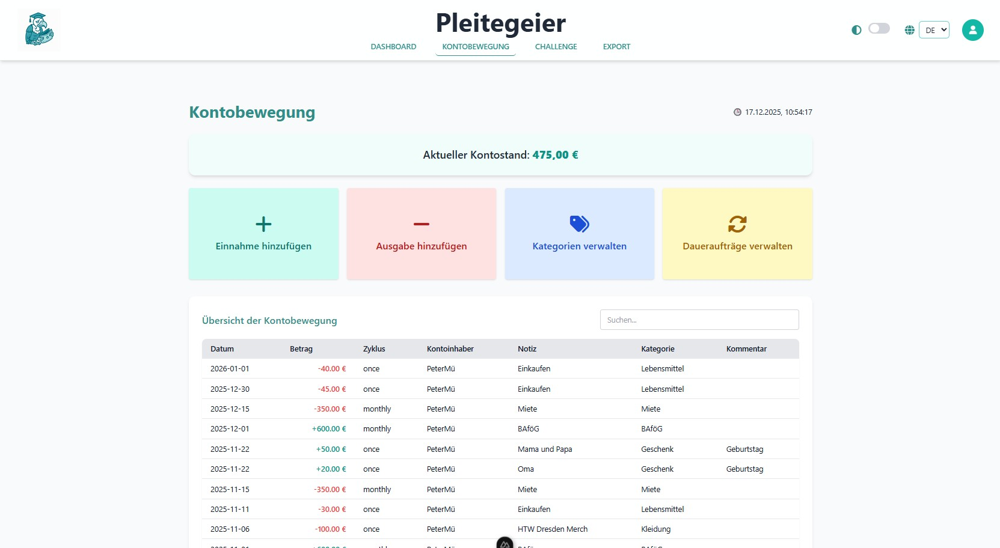 Pleitegeier
DASHBOARD KONTOBEWEGUNG CHALLENGE EXPORT
DE
Kontobewegung
17.12.2025, 10:54:17
Aktueller Kontostand: 475,00 €
Einnahme hinzufügen
Ausgabe hinzufügen
Kategorien verwalten
Daueraufträge verwalten
Übersicht der Kontobewegung
Suchen...
Datum Betrag Zyklus Kontoinhaber Notiz Kategorie Kommentar
2026-01-01 -40.00 € once PeterMü Einkaufen Lebensmittel
2025-12-30 -45.00 € once PeterMü Einkaufen Lebensmittel
2025-12-15 -350.00 € monthly PeterMü Miete Miete
2025-12-01 +600.00 € monthly PeterMü BAföG BAföG
2025-11-22 +50.00 € once PeterMü Mama und Papa Geschenk Geburtstag
2025-11-22 +20.00 € once PeterMü Oma Geschenk Geburtstag
2025-11-15 -350.00 € monthly PeterMü Miete Miete
2025-11-11 -30.00 € once PeterMü Einkaufen Lebensmittel
2025-11-06 -100.00 € once PeterMü HTW Dresden Merch Kleidung